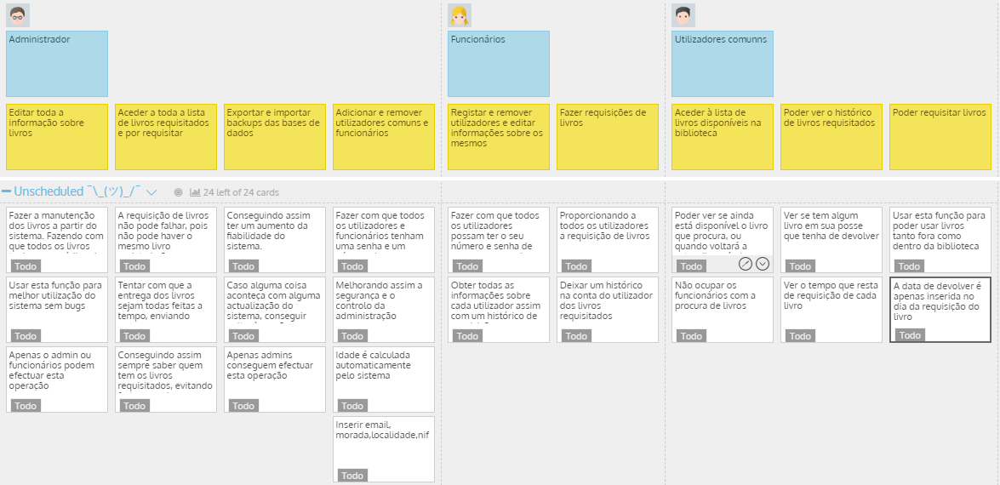 Administrador
Funcionários
Utilizadores comunns
Editar toda a
informação sobre
livros
Aceder a toda a lista
de livros requisitados
e por requisitar
Exportar e importar
backups das bases de
dados
Adicionar e remover
utilizadores comuns e
funcionários
Registar e remover
utilizadores e editar
informações sobre os
mesmos
Fazer requisições de
livros
Aceder à lista de
livros disponíveis na
biblioteca
Poder ver o histórico
de livros requisitados
Poder requisitar livros
Unscheduled ¯\_(ツ)_/¯
24 left of 24 cards
Fazer a manutenção
dos livros a partir do
sistema. Fazendo com
que todos os livros
Todo
A requisição de livros
não pode falhar, pois
não pode haver o
mesmo livro
Todo
Conseguindo assim
ter um aumento da
fiabilidade do
sistema.
Todo
Fazer com que todos
os utilizadores e
funcionários tenham
uma senha e um
Todo
Fazer com que todos
os utilizadores
possam ter o seu
número e senha de
Todo
Proporcionando a
todos os utilizadores
a requisição de livros
Todo
Poder ver se ainda
está disponível o livro
que procura, ou
quando voltará a
Todo
Ver se tem algum
livro em sua posse
que tenha de devolver
Todo
Usar esta função para
poder usar livros
tanto fora como
dentro da biblioteca
Todo
Usar esta função para
melhor utilização do
sistema sem bugs
Todo
Tentar com que a
entrega dos livros
sejam todas feitas a
tempo, enviando
Todo
Caso alguma coisa
aconteça com alguma
actualização do
sistema, conseguir
Todo
Melhorando assim a
segurança e o
controlo da
administração
Todo
Obter todas as
informações sobre
cada utilizador assim
com um histórico de
Todo
Deixar um histórico
na conta do utilizador
dos livros
requisitados
Todo
Não ocupar os
funcionários com a
procura de livros
Todo
Ver o tempo que resta
de requisição de cada
livro
Todo
A data de devolver é
apenas inserida no
dia da requisição do
livro
Todo
Apenas o admin ou
funcionários podem
efectuar esta
operação
Todo
Conseguindo assim
sempre saber quem
tem os livros
requisitados, evitando
Todo
Apenas admins
conseguem efectuar
esta operação
Todo
Idade é calculada
automaticamente
pelo sistema
Todo
Inserir email,
morada,localidade,nif
Todo